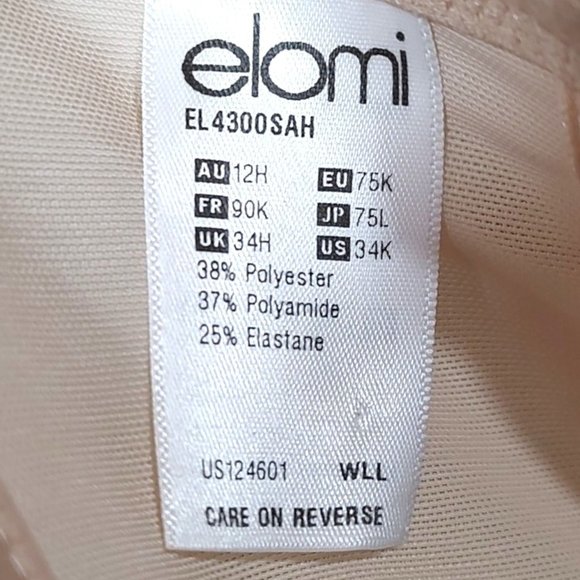 elomi
EL4300SAH
AU 12H EU 75K
FR 90K JP 75L
UK 34H US 34K
38% Polyester
37% Polyamide
25% Elastane
US124601 WLL
CARE ON REVERSE